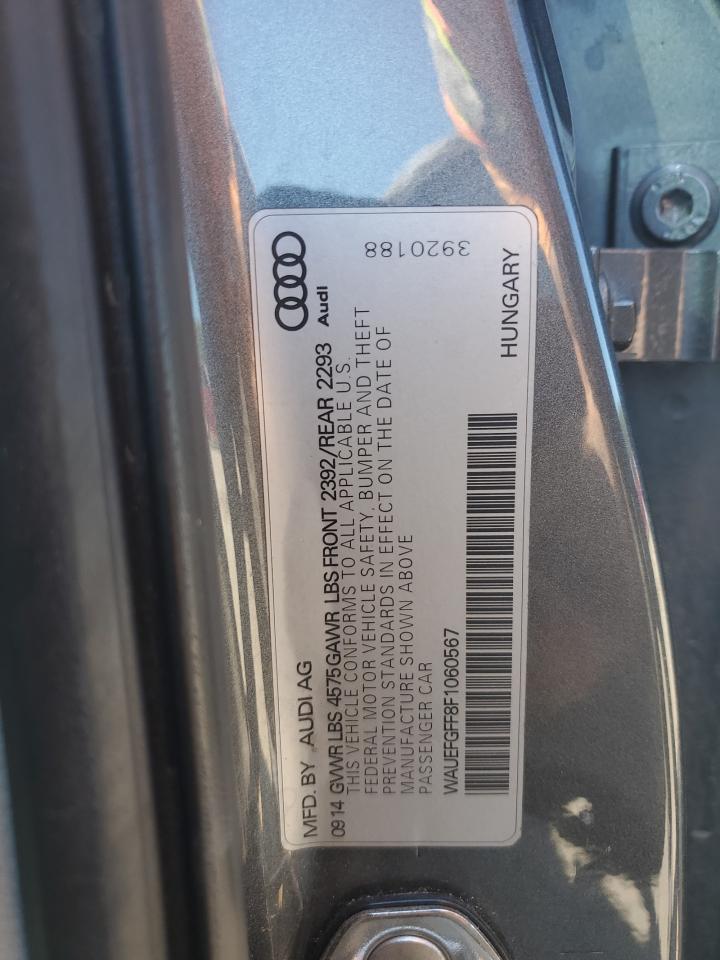 MFD. BY AUDI AG
Audi
0914 GVWR LBS 4575 GAWR LBS FRONT 2392/REAR 2293
THIS VEHICLE CONFORMS TO ALL APPLICABLE U.S.
FEDERAL MOTOR VEHICLE SAFETY, BUMPER AND THEFT
PREVENTION STANDARDS IN EFFECT ON THE DATE OF
MANUFACTURE SHOWN ABOVE
PASSENGER CAR
WAUEFGFF8F1060567
HUNGARY
3920188